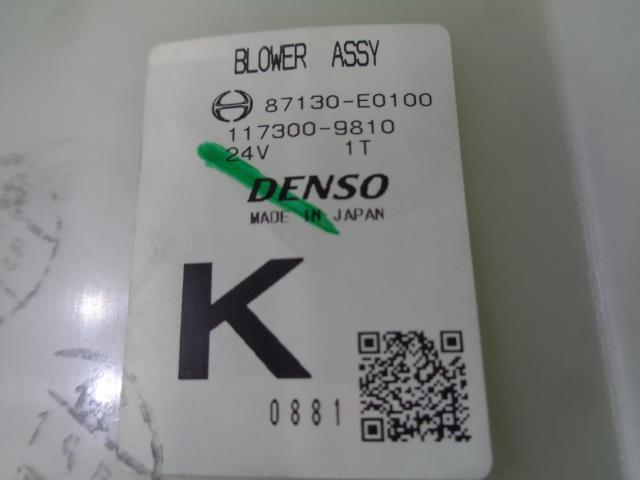 BLOWER ASSY
87130-E0100
117300-9810
24V 1T
DENSO
MADE IN JAPAN
K
0881